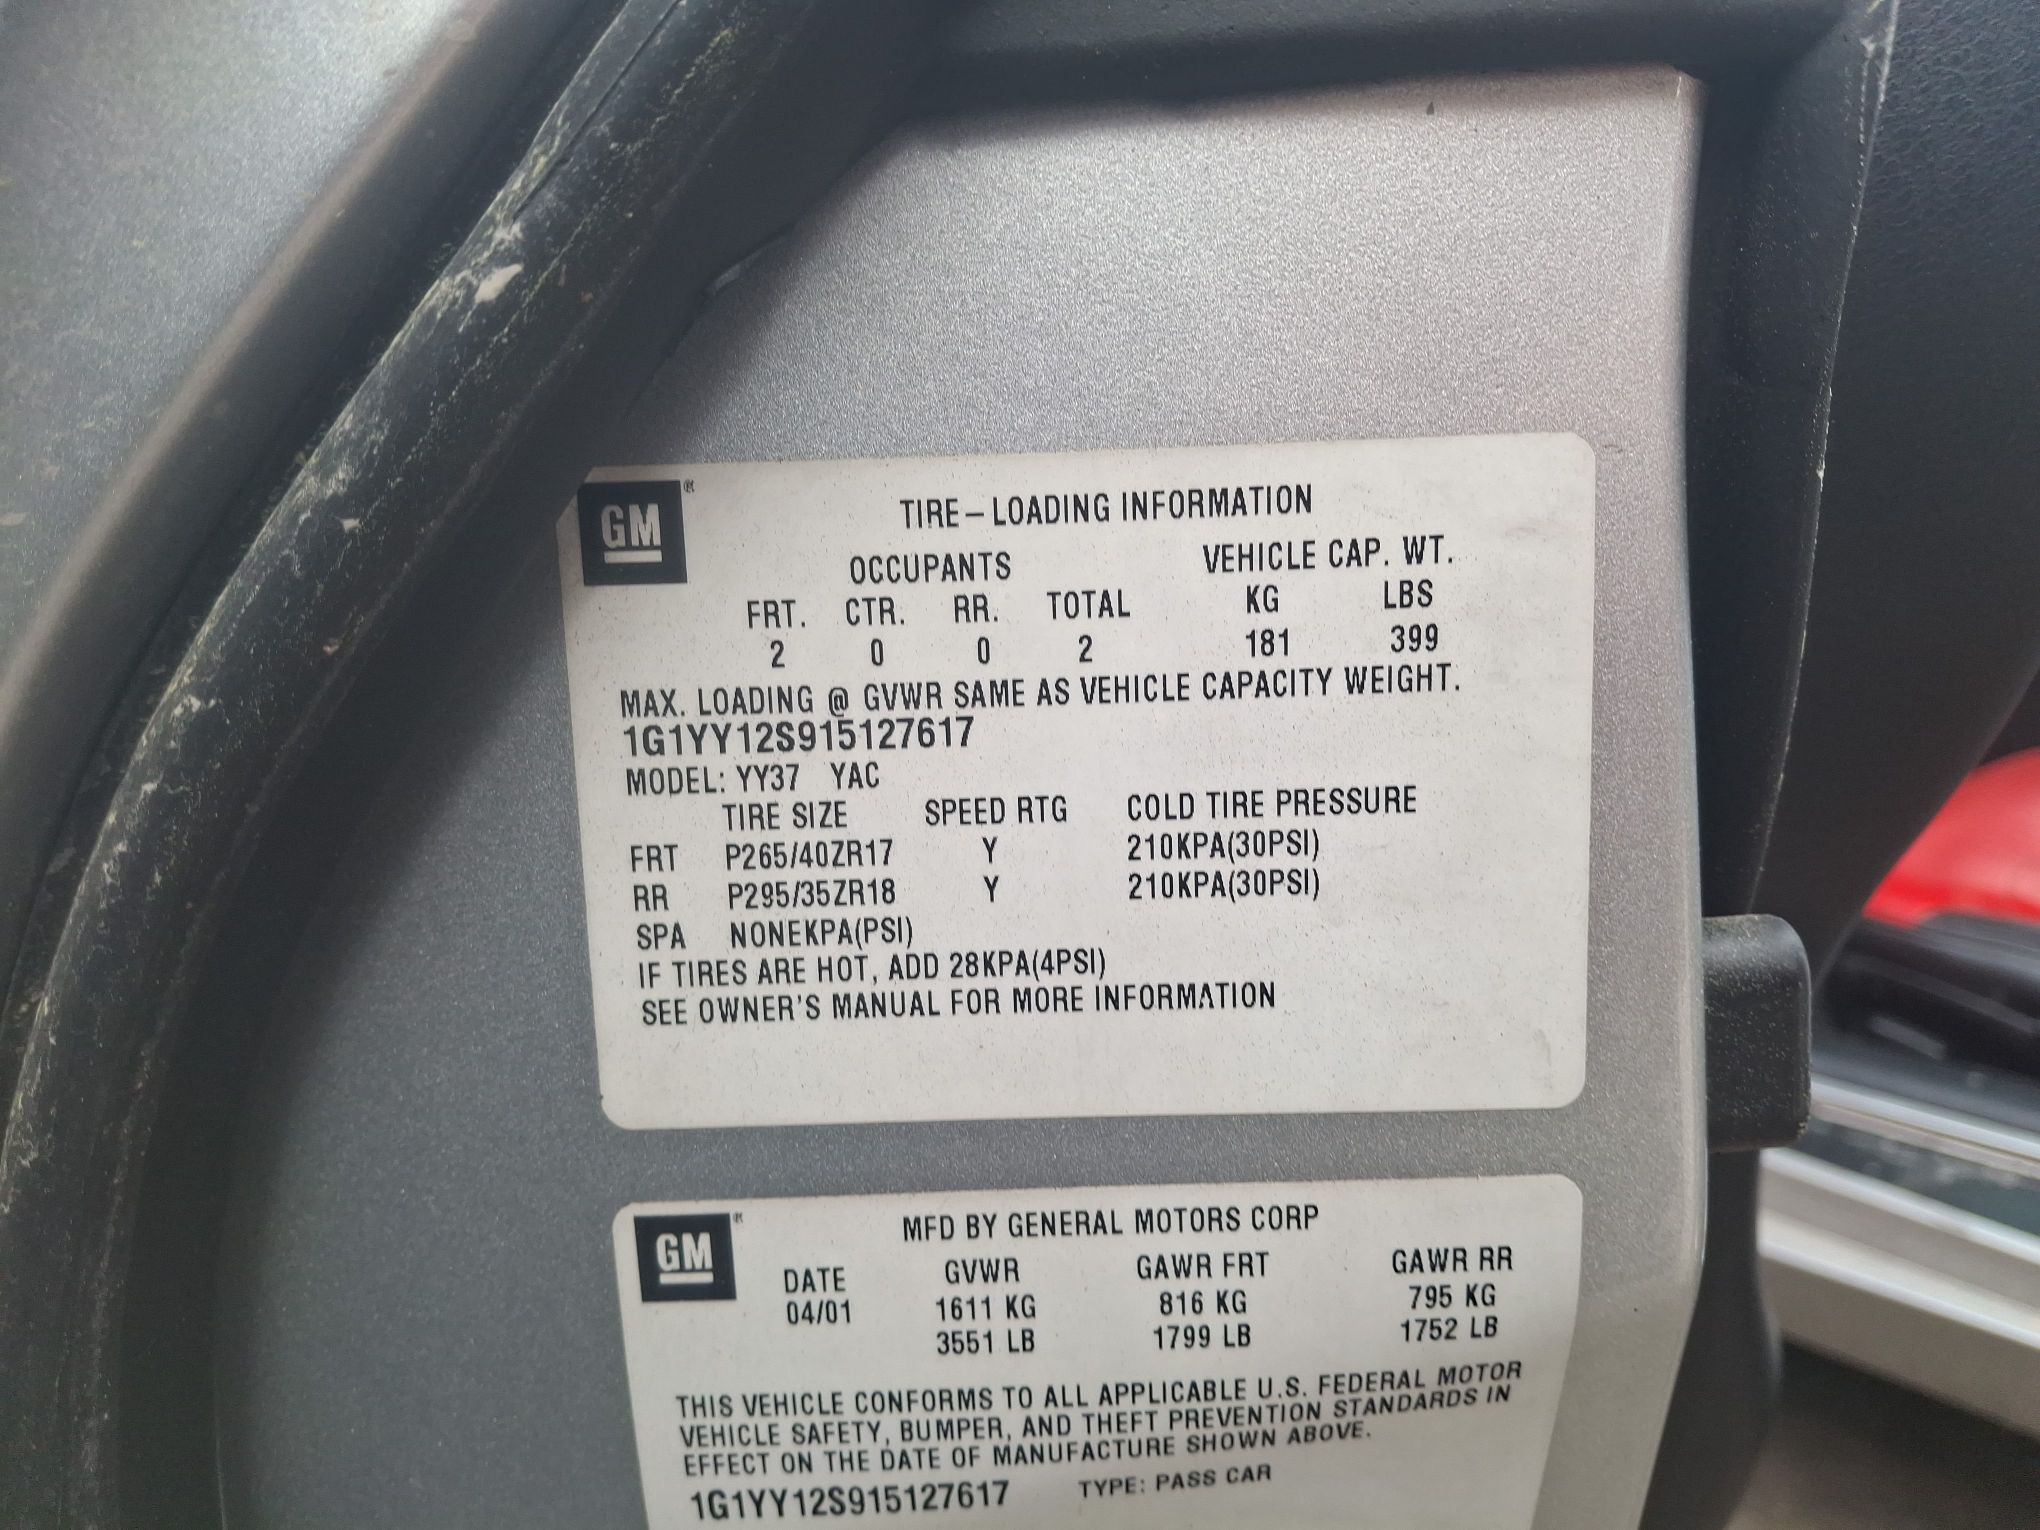 GM®
TIRE – LOADING INFORMATION
OCCUPANTS VEHICLE CAP. WT.
FRT. CTR. RR. TOTAL KG LBS
2 0 0 2 181 399
MAX. LOADING @ GVWR SAME AS VEHICLE CAPACITY WEIGHT.
1G1YY12S915127617
MODEL: YY37 YAC
TIRE SIZE SPEED RTG COLD TIRE PRESSURE
FRT P265/40ZR17 Y 210KPA(30PSI)
RR P295/35ZR18 Y 210KPA(30PSI)
SPA NONEKPA(PSI)
IF TIRES ARE HOT, ADD 28KPA(4PSI)
SEE OWNER'S MANUAL FOR MORE INFORMATION
GM®
MFD BY GENERAL MOTORS CORP
DATE GVWR GAWR FRT GAWR RR
04/01 1611 KG 816 KG 795 KG
3551 LB 1799 LB 1752 LB
THIS VEHICLE CONFORMS TO ALL APPLICABLE U.S. FEDERAL MOTOR
VEHICLE SAFETY, BUMPER, AND THEFT PREVENTION STANDARDS IN
EFFECT ON THE DATE OF MANUFACTURE SHOWN ABOVE.
1G1YY12S915127617 TYPE: PASS CAR